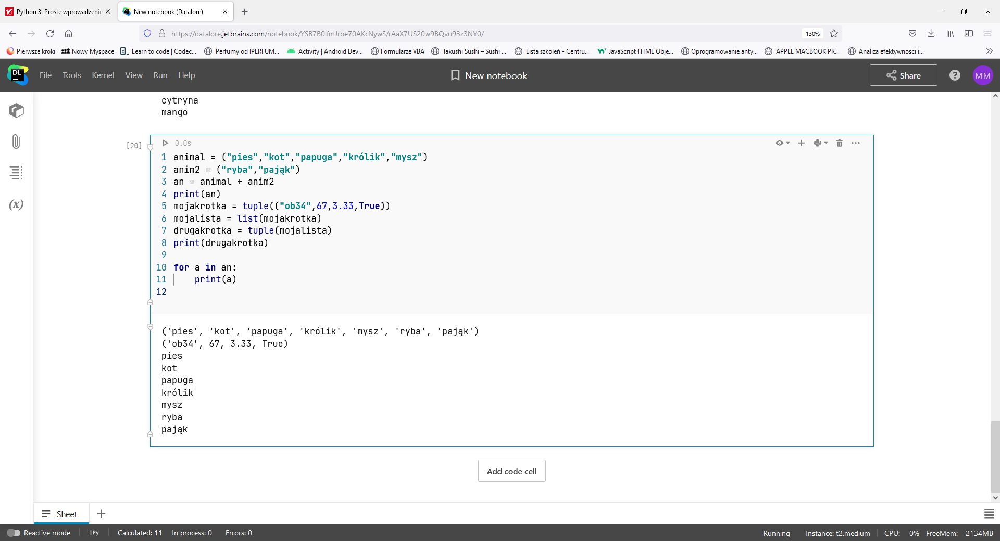 Python 3. Proste wprowadzenie
New notebook (Datalore)
https://datalore.jetbrains.com/notebook/YSB7B0lfmJrbe70AKcNywS/rAaX7US20w9BQvu93z3NY0/
130%
Pierwsze kroki
Nowy Myspace
Learn to code | Codec...
Perfumy od IPERFUM...
Activity | Android Dev...
Formularze VBA
Takushi Sushi – Sushi ...
Lista szkoleń - Centru...
JavaScript HTML Obje...
Oprogramowanie anty...
APPLE MACBOOK PR...
Analiza efektywności i...
DL
File
Tools
Kernel
View
Run
Help
New notebook
Share
MM
cytryna
mango
(x)
[20]
0.0s
1 animal = ("pies","kot","papuga","królik","mysz")
2 anim2 = ("ryba","pająk")
3 an = animal + anim2
4 print(an)
5 mojakrotka = tuple(("ob34",67,3.33,True))
6 mojalista = list(mojakrotka)
7 drugakrotka = tuple(mojalista)
8 print(drugakrotka)
9
10 for a in an:
11     print(a)
12
('pies', 'kot', 'papuga', 'królik', 'mysz', 'ryba', 'pająk')
('ob34', 67, 3.33, True)
pies
kot
papuga
królik
mysz
ryba
pająk
Add code cell
Sheet
Reactive mode
IPy
Calculated: 11
In process: 0
Errors: 0
Running
Instance: t2.medium
CPU: 0%
FreeMem: 2134MB